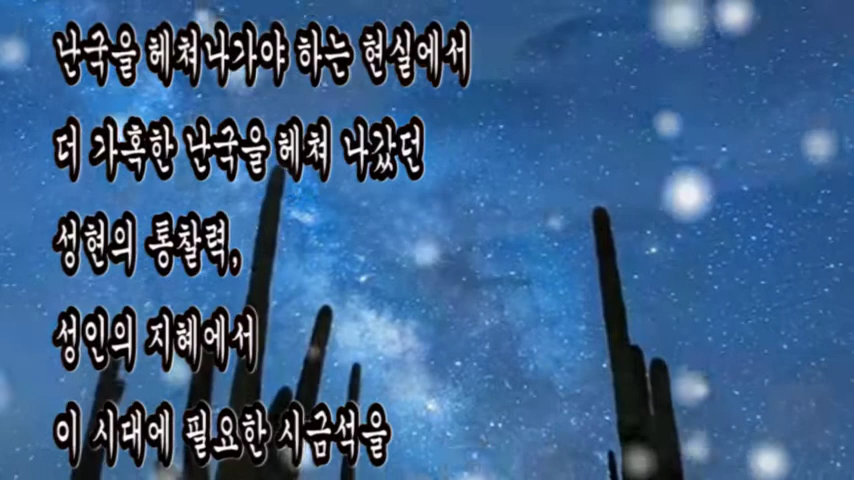 난국을 헤쳐나가야 하는 현실에서
더 가혹한 난국을 헤쳐 나갔던
성현의 통찰력,
성인의 지혜에서
이 시대에 필요한 시금석을